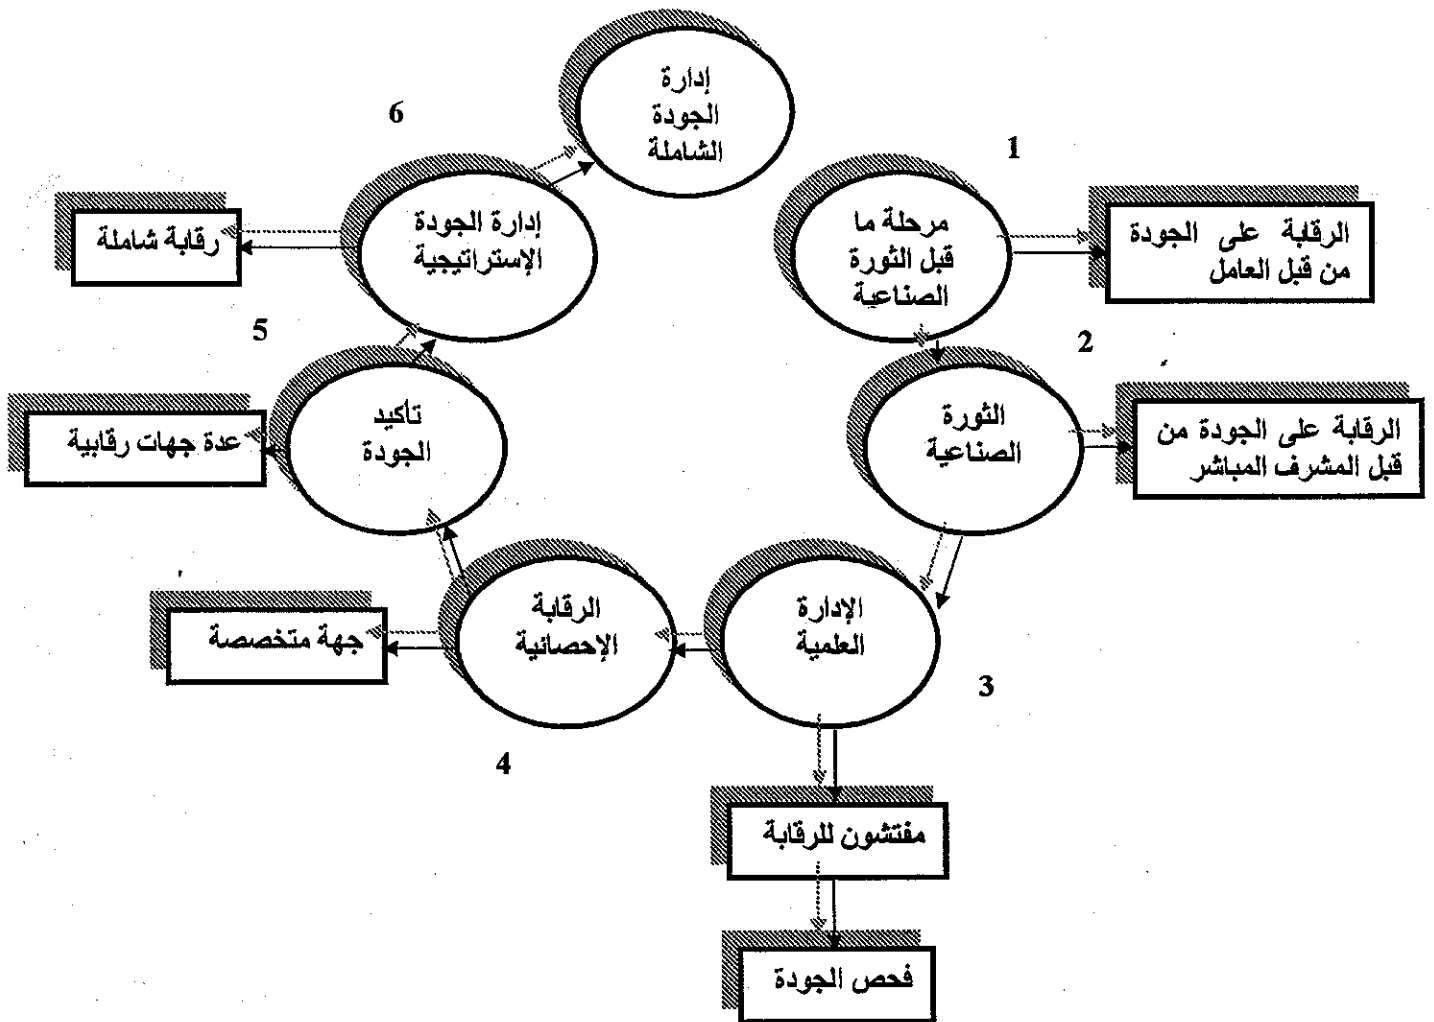 إدارة
الجودة
الشاملة
6
1
مرحلة ما
قبل الثورة
الصناعية
الرقابة على الجودة
من قبل العامل
إدارة الجودة
الإستراتيجية
رقابة شاملة
5
2
الثورة
الصناعية
الرقابة على الجودة من
قبل المشرف المباشر
تأكيد
الجودة
عدة جهات رقابية
الإدارة
العلمية
الرقابة
الإحصائية
جهة متخصصة
3
4
مفتشون للرقابة
فحص الجودة